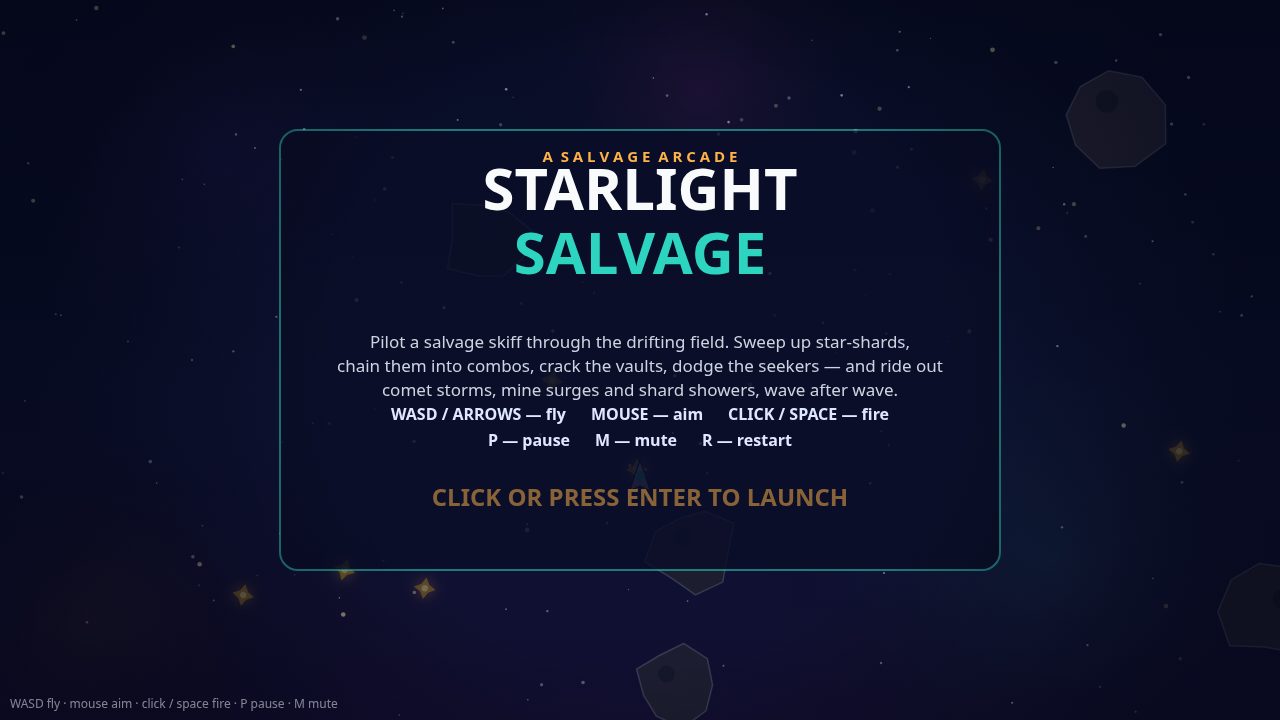 A SALVAGE ARCADE
STARLIGHT
SALVAGE
Pilot a salvage skiff through the drifting field. Sweep up star-shards,
chain them into combos, crack the vaults, dodge the seekers — and ride out
comet storms, mine surges and shard showers, wave after wave.
WASD / ARROWS — fly MOUSE — aim CLICK / SPACE — fire
P — pause M — mute R — restart
CLICK OR PRESS ENTER TO LAUNCH
WASD fly · mouse aim · click / space fire · P pause · M mute